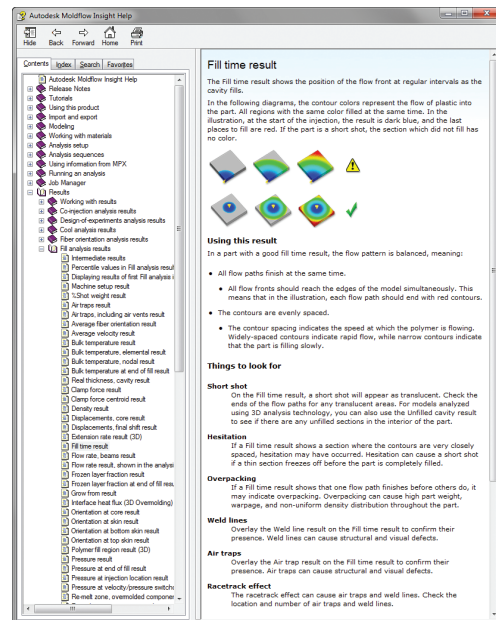 Autodesk Moldflow Insight Help
Hide Back Forward Home Print
Contents Index Search Favorites
Autodesk Moldflow Insight Help
Release Notes
Tutorials
Using this product
Import and export
Modeling
Working with materials
Analysis setup
Analysis sequences
Using information from MPX
Running an analysis
Job Manager
Results
Working with results
Co-injection analysis results
Design-of-experiments analysis results
Cool analysis results
Fiber orientation analysis results
Fill analysis results
Intermediate results
Percentile values in Fill analysis result
Displaying results of first Fill analysis i
Machine setup result
%Shot weight result
Air traps result
Air traps, including air vents result
Average fiber orientation result
Average velocity result
Bulk temperature result
Bulk temperature, elemental result
Bulk temperature, nodal result
Bulk temperature at end of fill result
Real thickness, cavity result
Clamp force result
Clamp force centroid result
Density result
Displacements, core result
Displacements, final shift result
Extension rate result (3D)
Fill time result
Flow rate, beams result
Flow rate result, shown in the analysi
Frozen layer fraction result
Frozen layer fraction at end of fill resu
Grow from result
Interface heat flux (3D Overmolding)
Orientation at core result
Orientation at skin result
Orientation at bottom skin result
Orientation at top skin result
Polymer fill region result (3D)
Pressure result
Pressure at end of fill result
Pressure at injection location result
Pressure at velocity/pressure switcho
Re-melt zone, overmolded componer
Fill time result
The Fill time result shows the position of the flow front at regular intervals as the
cavity fills.
In the following diagrams, the contour colors represent the flow of plastic into
the part. All regions with the same color filled at the same time. In the
illustration, at the start of the injection, the result is dark blue, and the last
places to fill are red. If the part is a short shot, the section which did not fill has
no color.
Using this result
In a part with a good fill time result, the flow pattern is balanced, meaning:
• All flow paths finish at the same time.
• All flow fronts should reach the edges of the model simultaneously. This
means that in the illustration, each flow path should end with red contours.
• The contours are evenly spaced.
• The contour spacing indicates the speed at which the polymer is flowing.
Widely-spaced contours indicate rapid flow, while narrow contours indicate
that the part is filling slowly.
Things to look for
Short shot
On the Fill time result, a short shot will appear as translucent. Check the
ends of the flow paths for any translucent areas. For models analyzed
using 3D analysis technology, you can also use the Unfilled cavity result
to see if there are any unfilled sections in the interior of the part.
Hesitation
If a Fill time result shows a section where the contours are very closely
spaced, hesitation may have occurred. Hesitation can cause a short shot
if a thin section freezes off before the part is completely filled.
Overpacking
If a Fill time result shows that one flow path finishes before others do, it
may indicate overpacking. Overpacking can cause high part weight,
warpage, and non-uniform density distribution throughout the part.
Weld lines
Overlay the Weld line result on the Fill time result to confirm their
presence. Weld lines can cause structural and visual defects.
Air traps
Overlay the Air trap result on the Fill time result to confirm their
presence. Air traps can cause structural and visual defects.
Racetrack effect
The racetrack effect can cause air traps and weld lines. Check the
location and number of air traps and weld lines.